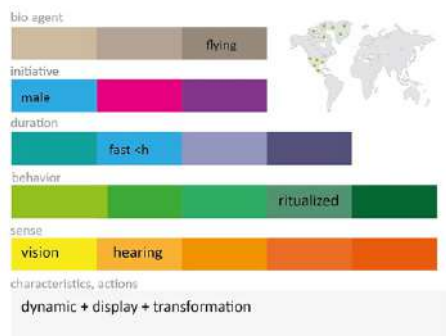 bio agent
flying
initiative
male
duration
fast <h
behavior
ritualized
sense
vision hearing
characteristics, actions
dynamic + display + transformation